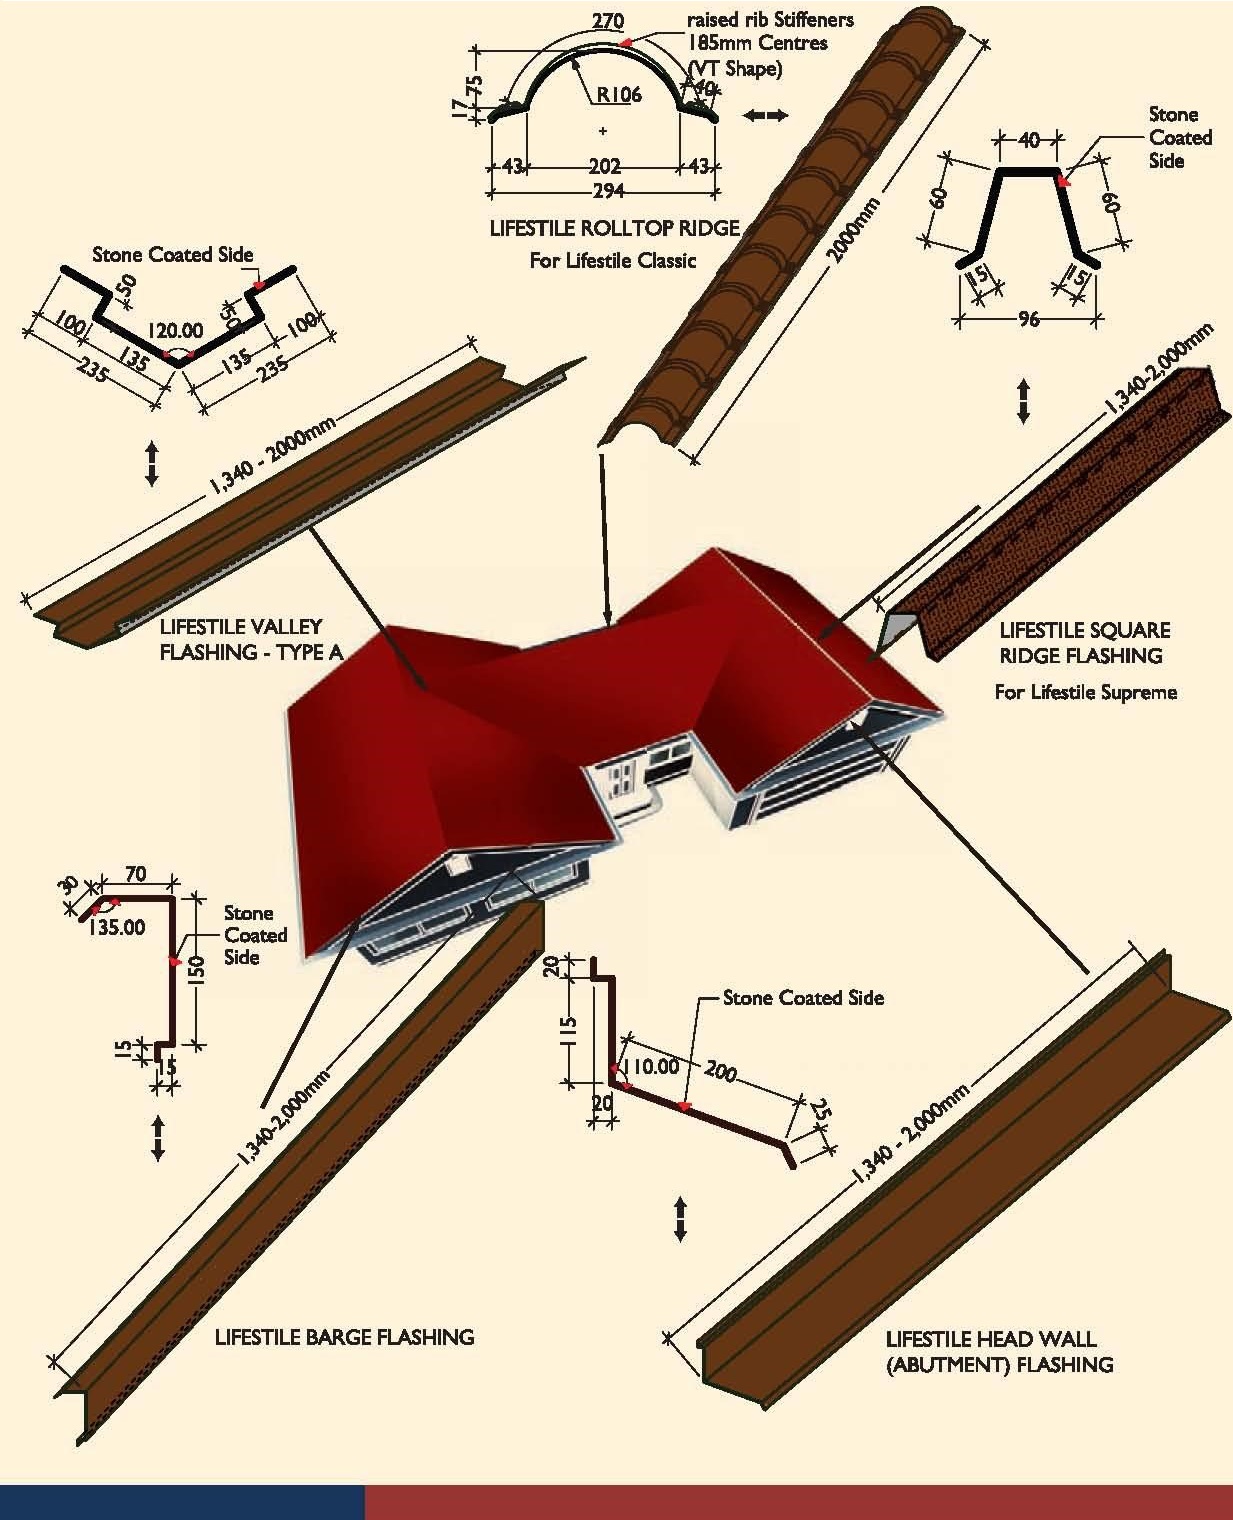 270
raised rib Stiffeners
185mm Centres
(VT Shape)
40
75
17
R106
43
202
43
294
LIFESTILE ROLLTOP RIDGE
For Lifestile Classic
2000mm
Stone
Coated
Side
40
60
60
15
15
96
1,340-2,000mm
LIFESTILE SQUARE
RIDGE FLASHING
For Lifestile Supreme
Stone Coated Side
50
50
100
120.00
100
135
135
235
235
1,340 - 2000mm
LIFESTILE VALLEY
FLASHING - TYPE A
30
70
135.00
Stone
Coated
Side
150
15
15
1,340-2,000mm
LIFESTILE BARGE FLASHING
20
115
Stone Coated Side
110.00
200
20
25
1,340 - 2,000mm
LIFESTILE HEAD WALL
(ABUTMENT) FLASHING